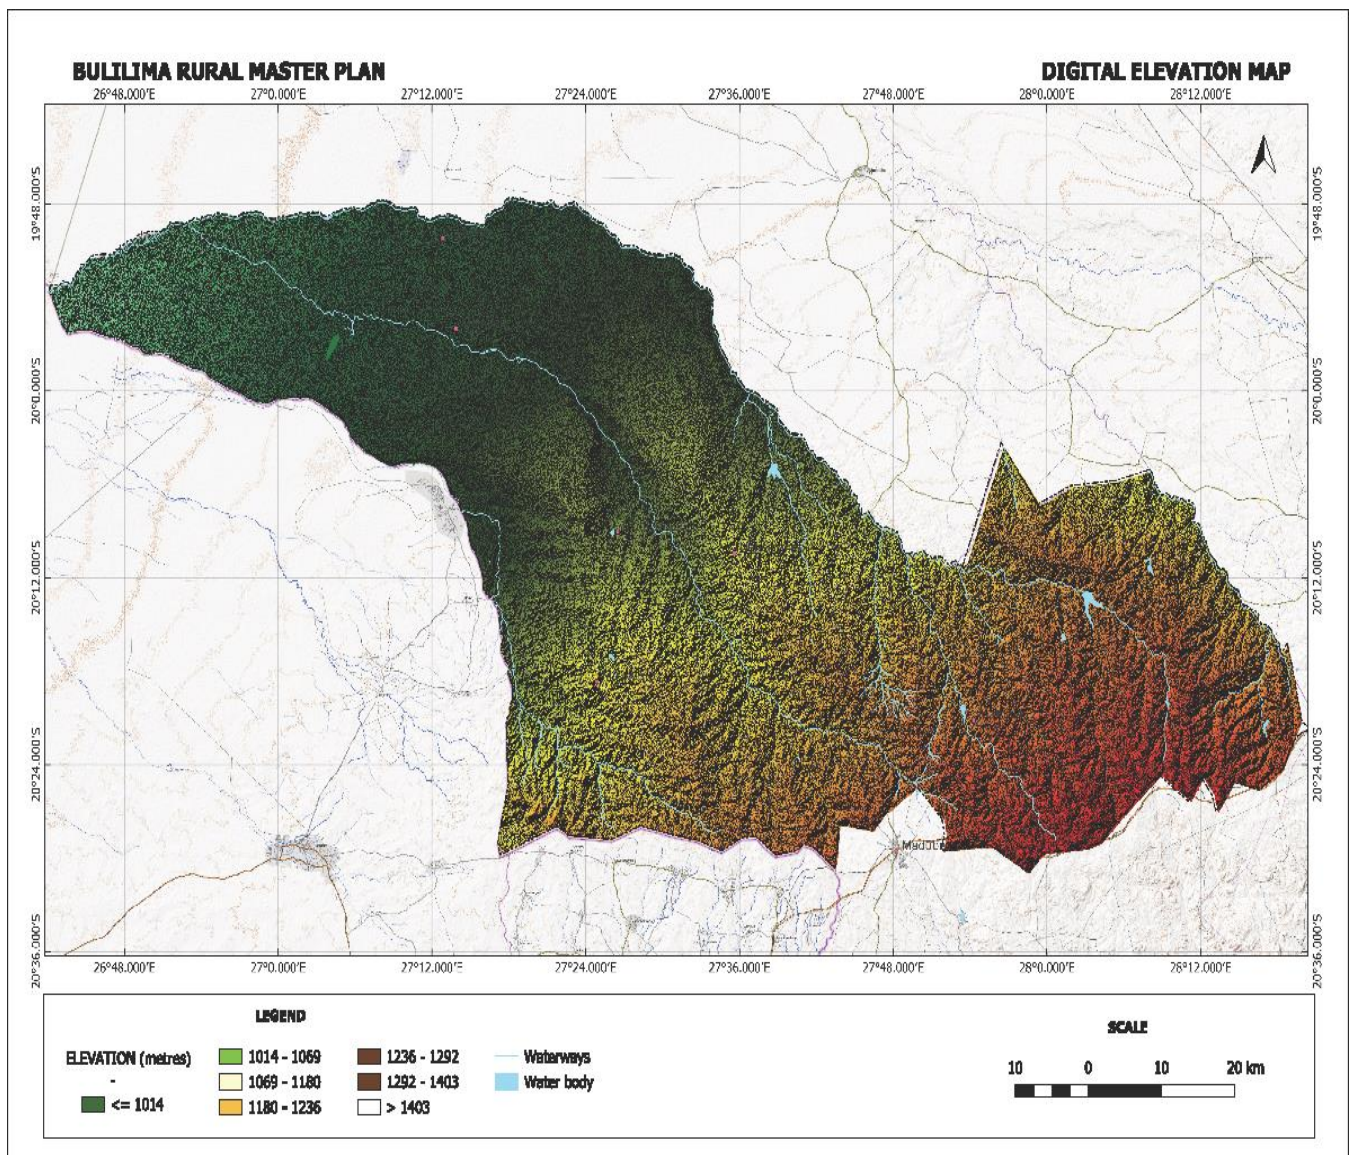 BULILIMA RURAL MASTER PLAN
DIGITAL ELEVATION MAP
26°48.000'E 27°0.000'E 27°12.000'E 27°24.000'E 27°36.000'E 27°48.000'E 28°0.000'E 28°12.000'E
19°48.000'S 19°48.000'S
20°0.000'S 20°0.000'S
20°12.000'S 20°12.000'S
20°24.000'S 20°24.000'S
20°36.000'S 20°36.000'S
26°48.000'E 27°0.000'E 27°12.000'E 27°24.000'E 27°36.000'E 27°48.000'E 28°0.000'E 28°12.000'E
LEGEND
ELEVATION (metres)
-
<= 1014
1014 - 1069
1069 - 1180
1180 - 1236
1236 - 1292
1292 - 1403
> 1403
Waterways
Water body
SCALE
10 0 10 20 km